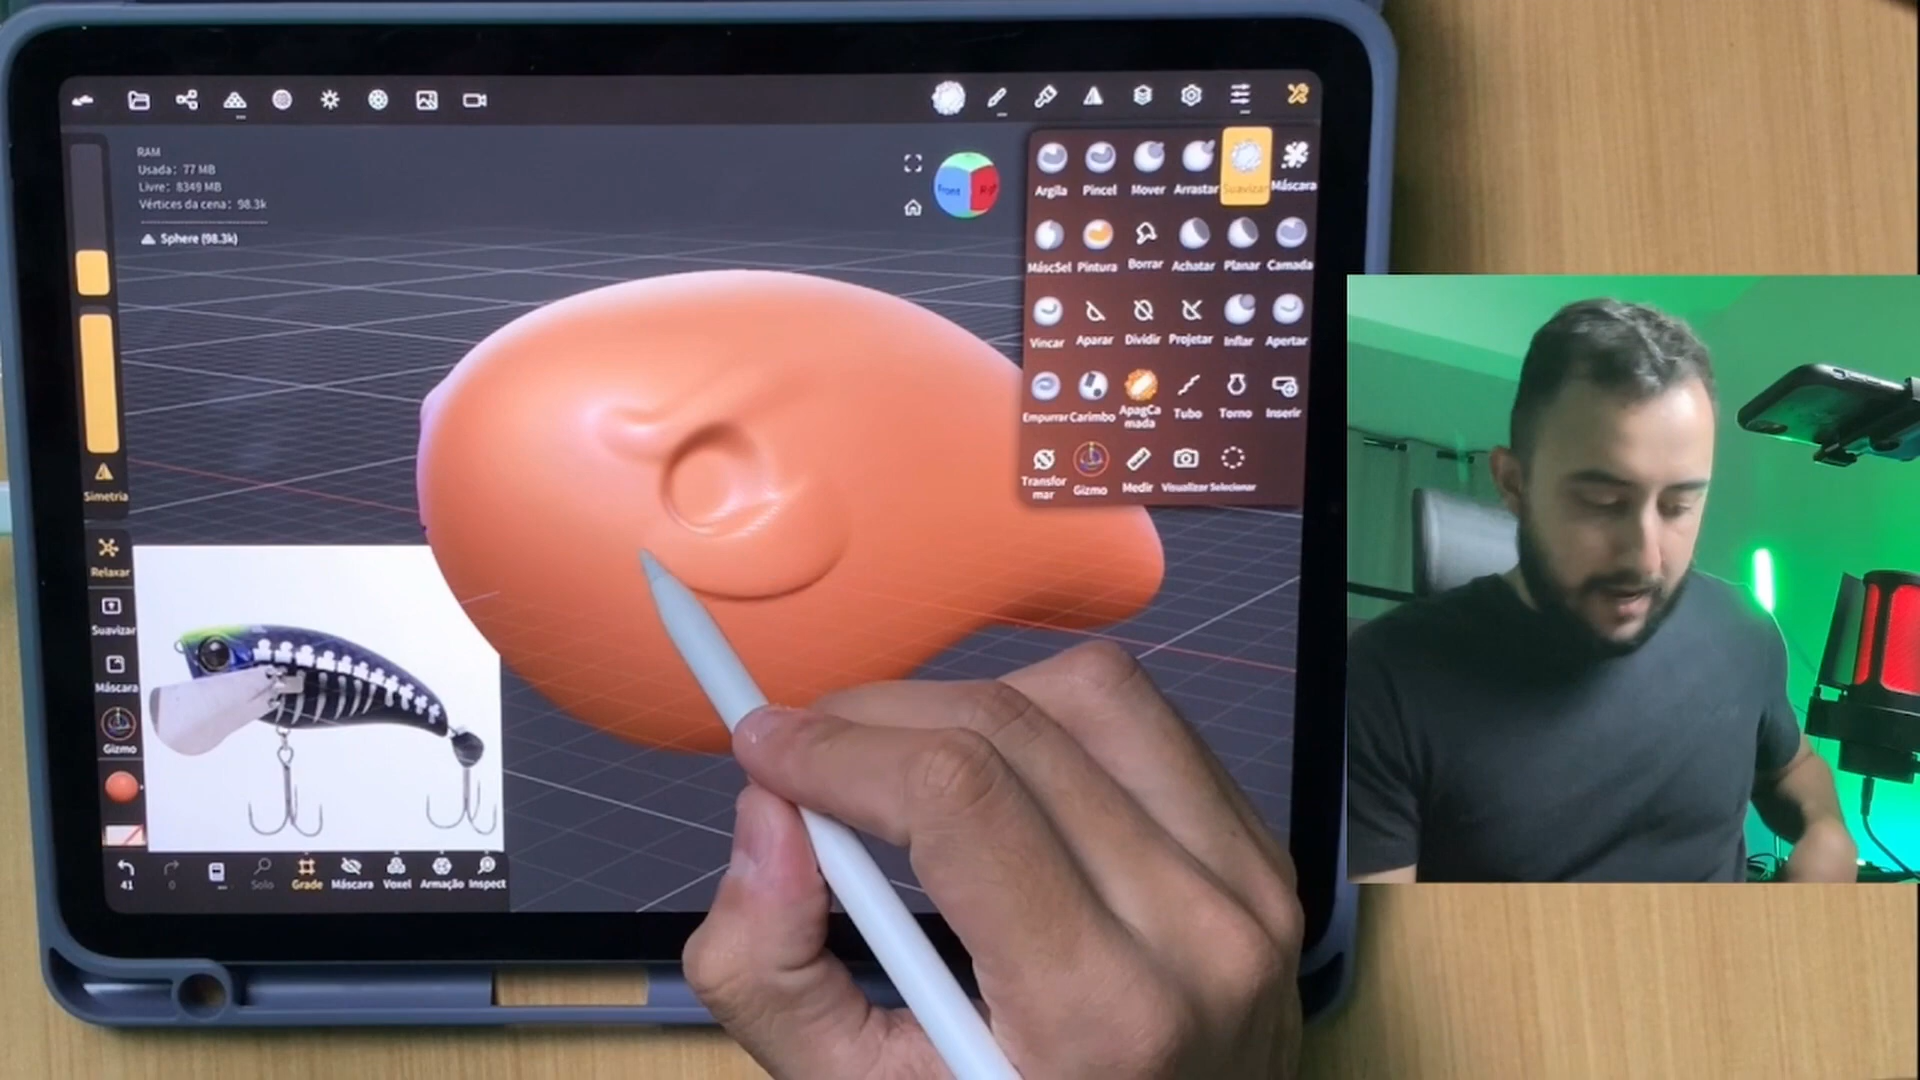 RAM
Usada: 77 MB
Livre: 8349 MB
Vértices da cena: 98.3k
Sphere (98.3k)
Front
Argila Pincel Mover Arrastar Suavizar Máscara
MáscSel Pintura Borrar Achatar Planar Camada
Vincar Aparar Dividir Projetar Inflar Apertar
Empurrar Carimbo ApagCa
mada Tubo Torno Inserir
Transfor
mar Gizmo Medir Visualizar Selecionar
Simetria
Relaxar
Suavizar
Máscara
Gizmo
41 0 Solo Grade Máscara Voxel Armação Inspect